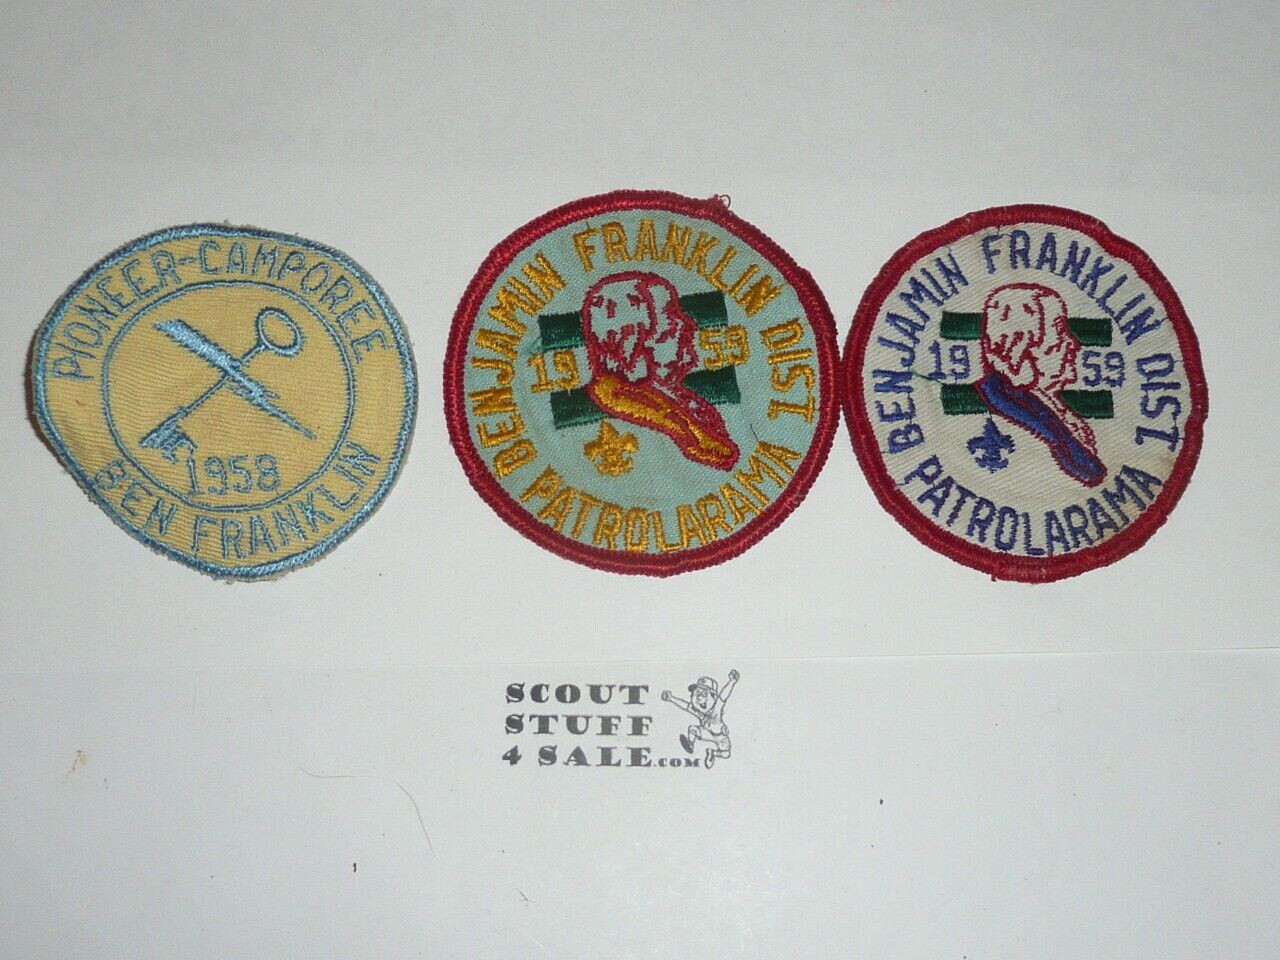 PIONEER-CAMPOREE
1958
BEN FRANKLIN
BENJAMIN FRANKLIN DIST
19 59
PATROLARAMA
BENJAMIN FRANKLIN DIST
19 59
PATROLARAMA
SCOUT
STUFF
4 SALE.COM